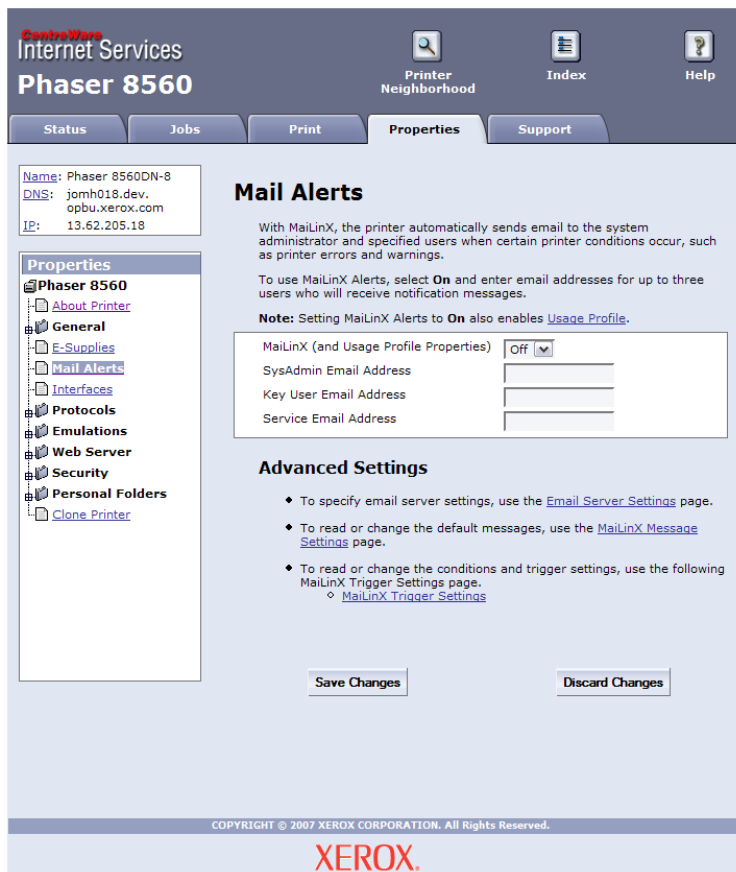 CentreWare
Internet Services
Phaser 8560
Printer
Neighborhood
Index
Help
Status
Jobs
Print
Properties
Support
Name: Phaser 8560DN-8
DNS: jomh018.dev.
opbu.xerox.com
IP: 13.62.205.18
Properties
Phaser 8560
About Printer
General
E-Supplies
Mail Alerts
Interfaces
Protocols
Emulations
Web Server
Security
Personal Folders
Clone Printer
Mail Alerts
With MaiLinX, the printer automatically sends email to the system
administrator and specified users when certain printer conditions occur, such
as printer errors and warnings.
To use MaiLinX Alerts, select On and enter email addresses for up to three
users who will receive notification messages.
Note: Setting MaiLinX Alerts to On also enables Usage Profile.
MaiLinX (and Usage Profile Properties) Off
SysAdmin Email Address
Key User Email Address
Service Email Address
Advanced Settings
To specify email server settings, use the Email Server Settings page.
To read or change the default messages, use the MaiLinX Message
Settings page.
To read or change the conditions and trigger settings, use the following
MaiLinX Trigger Settings page.
MaiLinX Trigger Settings
Save Changes
Discard Changes
COPYRIGHT © 2007 XEROX CORPORATION. All Rights Reserved.
XEROX.